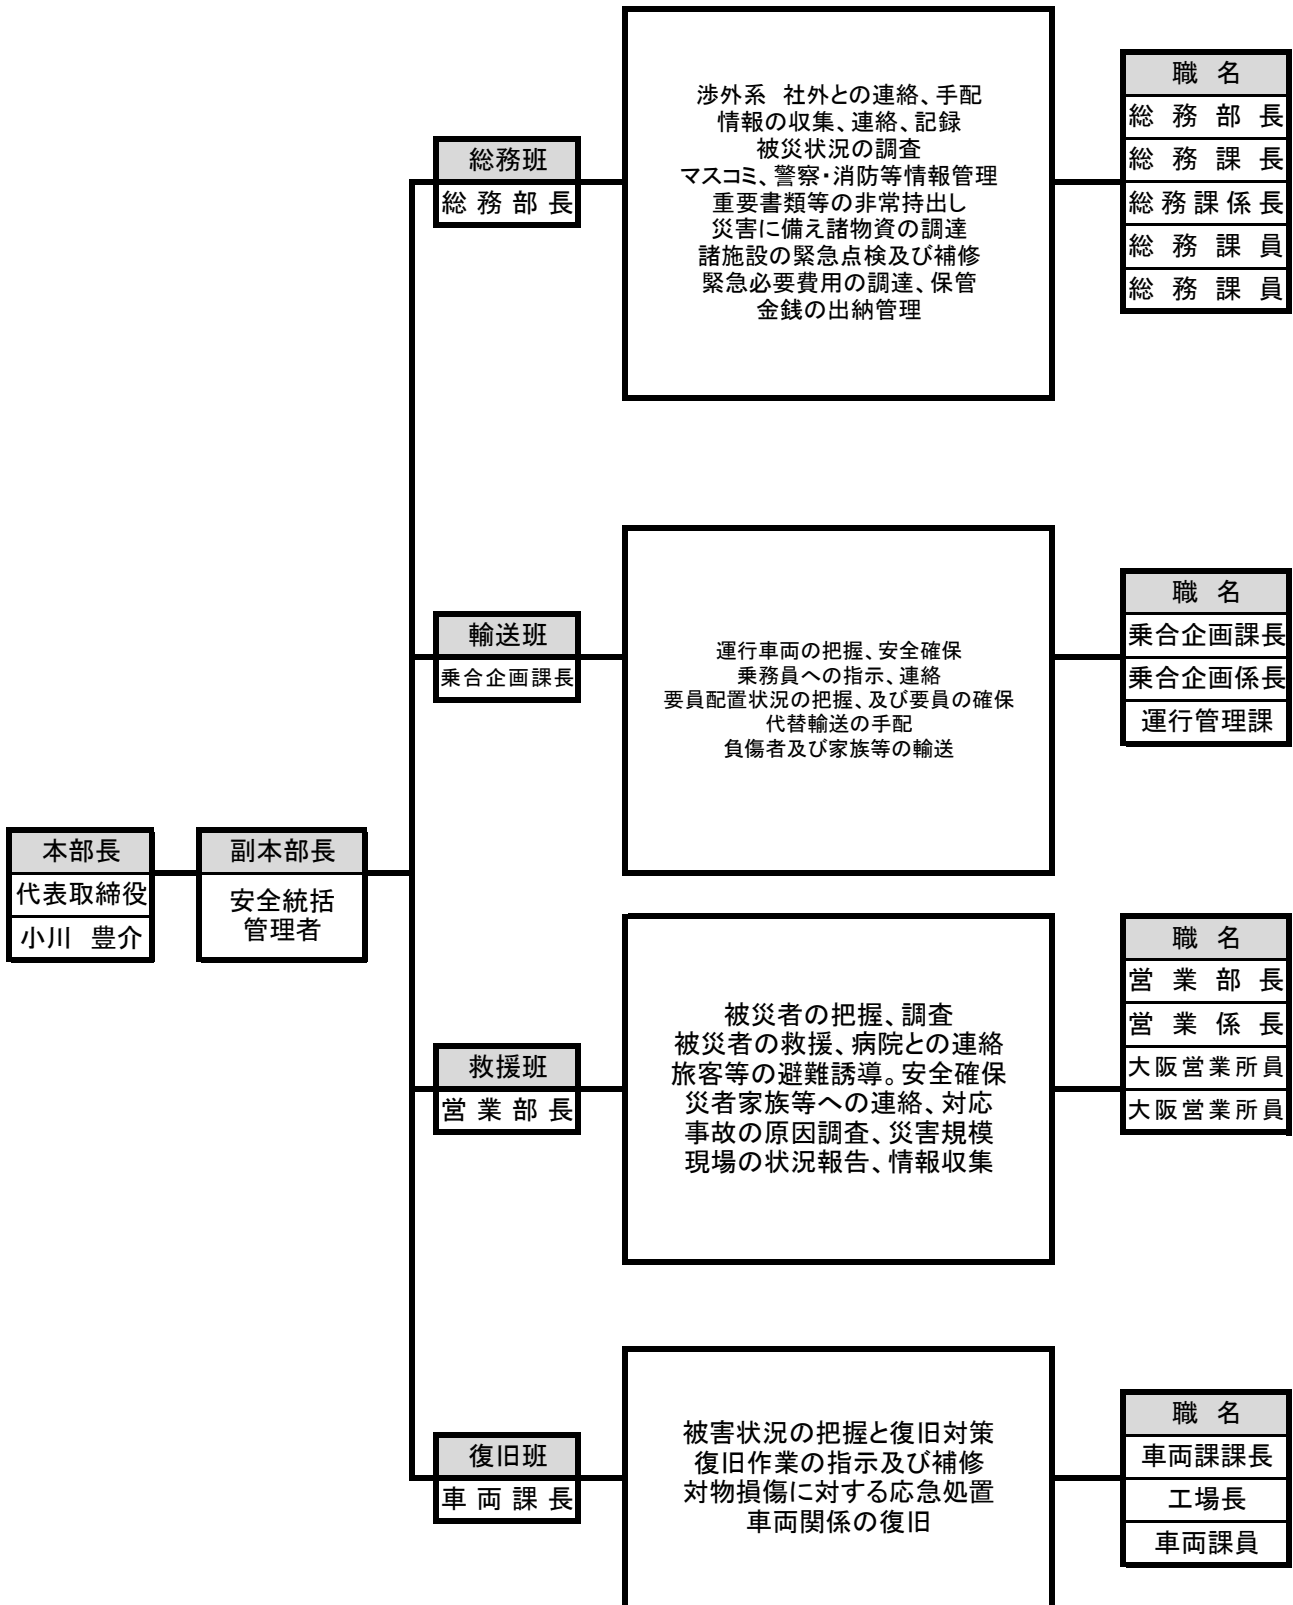 本部長
代表取締役
小川 豊介
副本部長
安全統括
管理者
総務班
総務部長
渉外系 社外との連絡、手配
情報の収集、連絡、記録
被災状況の調査
マスコミ、警察・消防等情報管理
重要書類等の非常持出し
災害に備え諸物資の調達
諸施設の緊急点検及び補修
緊急必要費用の調達、保管
金銭の出納管理
職 名
総務部長
総務課長
総務課係長
総務課員
総務課員
輸送班
乗合企画課長
運行車両の把握、安全確保
乗務員への指示、連絡
要員配置状況の把握、及び要員の確保
代替輸送の手配
負傷者及び家族等の輸送
職 名
乗合企画課長
乗合企画係長
運行管理課
救援班
営業部長
被災者の把握、調査
被災者の救援、病院との連絡
旅客等の避難誘導。安全確保
災者家族等への連絡、対応
事故の原因調査、災害規模
現場の状況報告、情報収集
職 名
営業部長
営業係長
大阪営業所員
大阪営業所員
復旧班
車両課長
被害状況の把握と復旧対策
復旧作業の指示及び補修
対物損傷に対する応急処置
車両関係の復旧
職 名
車両課課長
工場長
車両課員